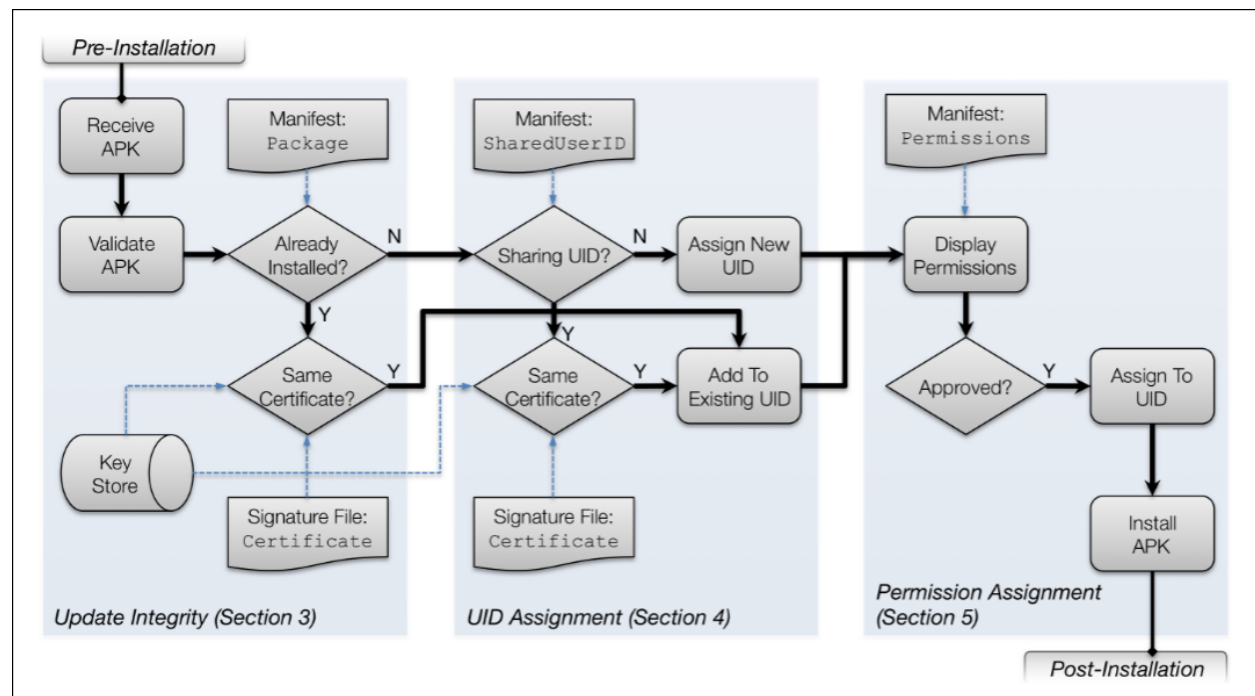 Pre-Installation
Receive
APK
Manifest:
Package
Validate
APK
Already
Installed?
N
Y
Same
Certificate?
Y
Key
Store
Signature File:
Certificate
Update Integrity (Section 3)
Manifest:
SharedUserID
Sharing UID?
N
Assign New
UID
Y
Same
Certificate?
Y
Add To
Existing UID
Signature File:
Certificate
UID Assignment (Section 4)
Manifest:
Permissions
Display
Permissions
Approved?
Y
Assign To
UID
Install
APK
Permission Assignment
(Section 5)
Post-Installation